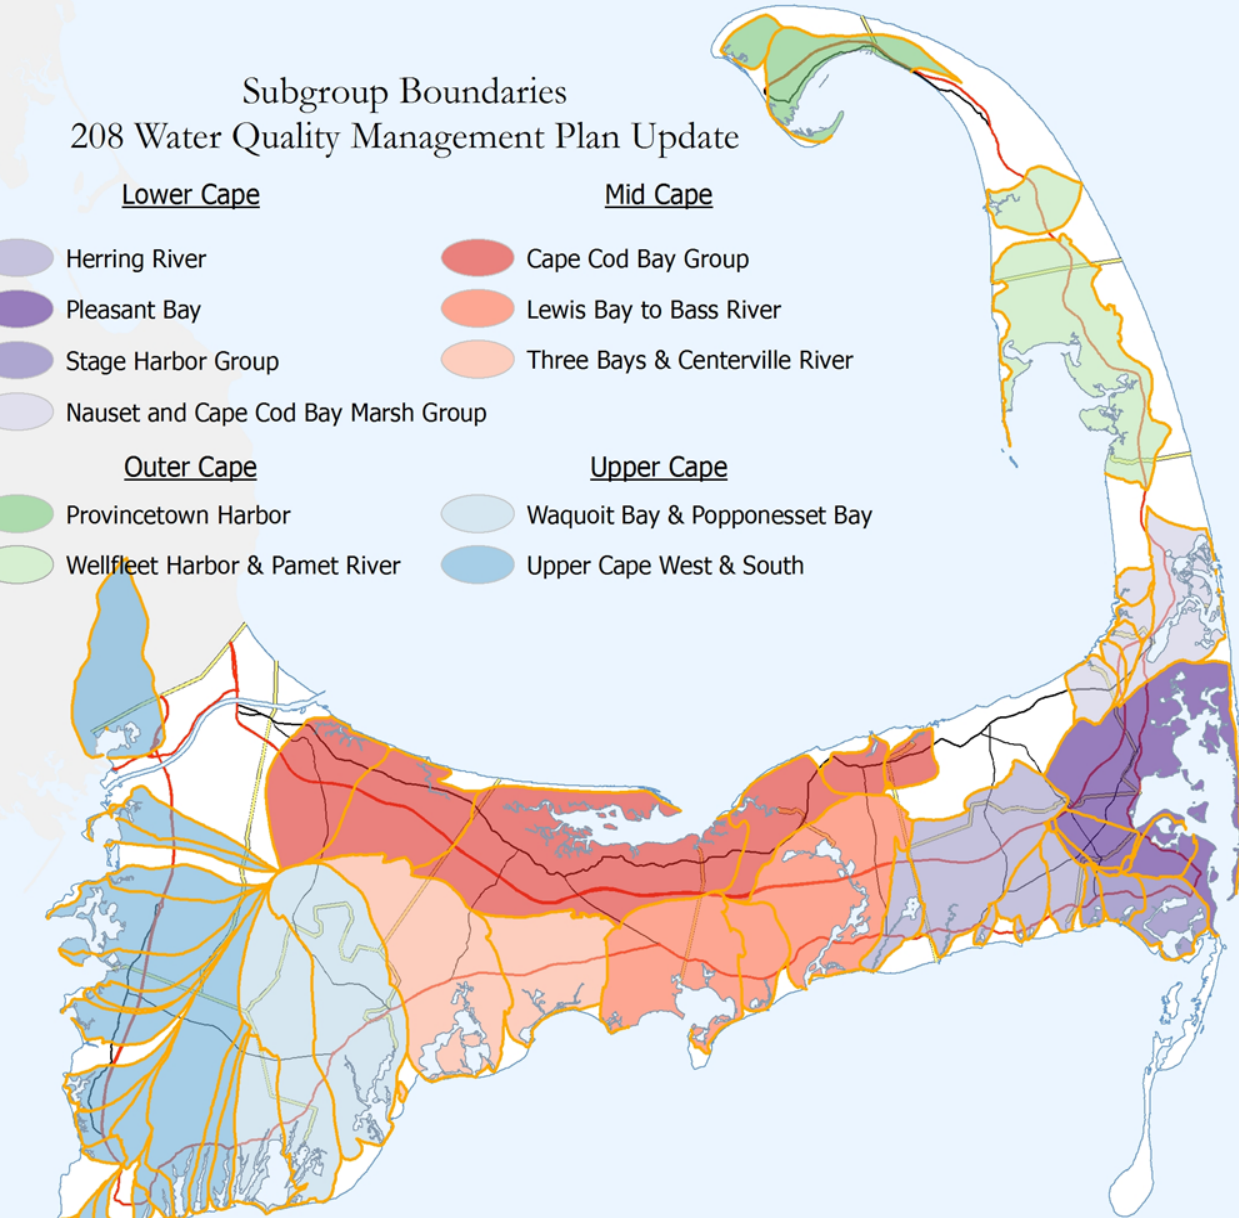 Subgroup Boundaries
208 Water Quality Management Plan Update
Lower Cape
Herring River
Pleasant Bay
Stage Harbor Group
Nauset and Cape Cod Bay Marsh Group
Mid Cape
Cape Cod Bay Group
Lewis Bay to Bass River
Three Bays & Centerville River
Outer Cape
Provincetown Harbor
Wellfleet Harbor & Pamet River
Upper Cape
Waquoit Bay & Popponesset Bay
Upper Cape West & South